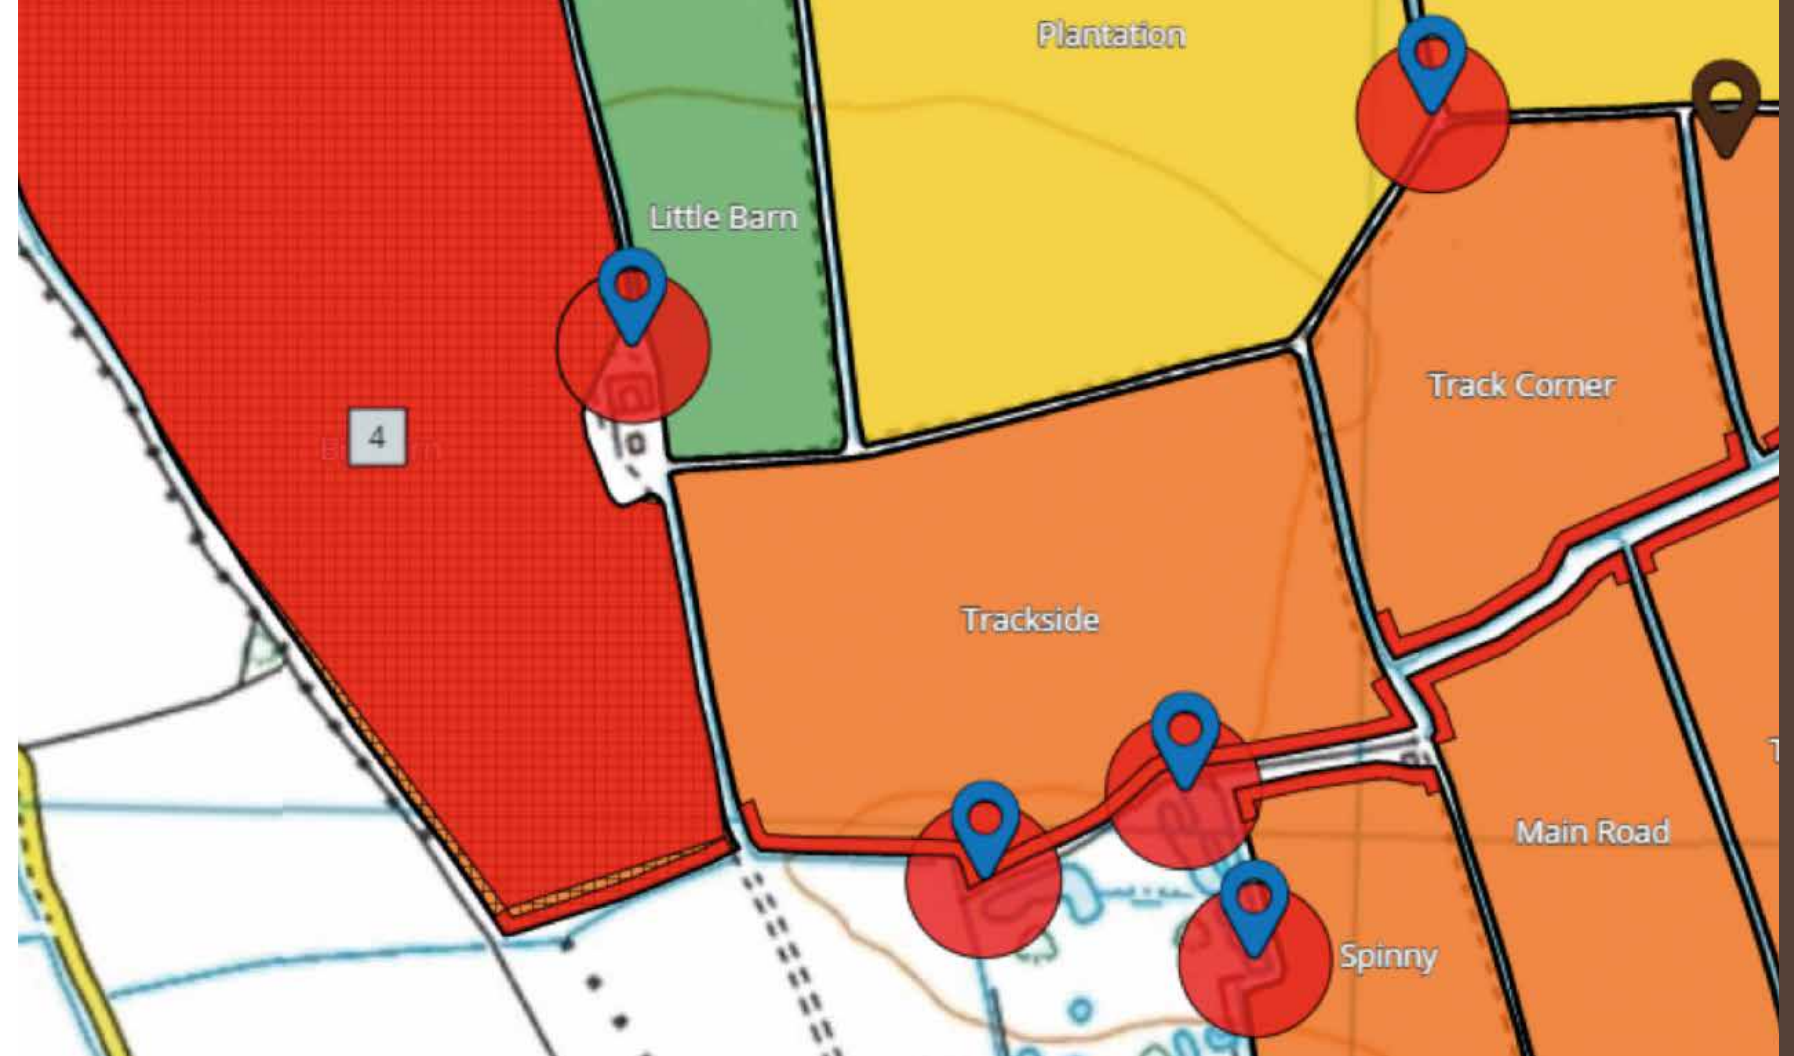 Plantation
Little Barn
Track Corner
4
Trackside
Main Road
Spinny